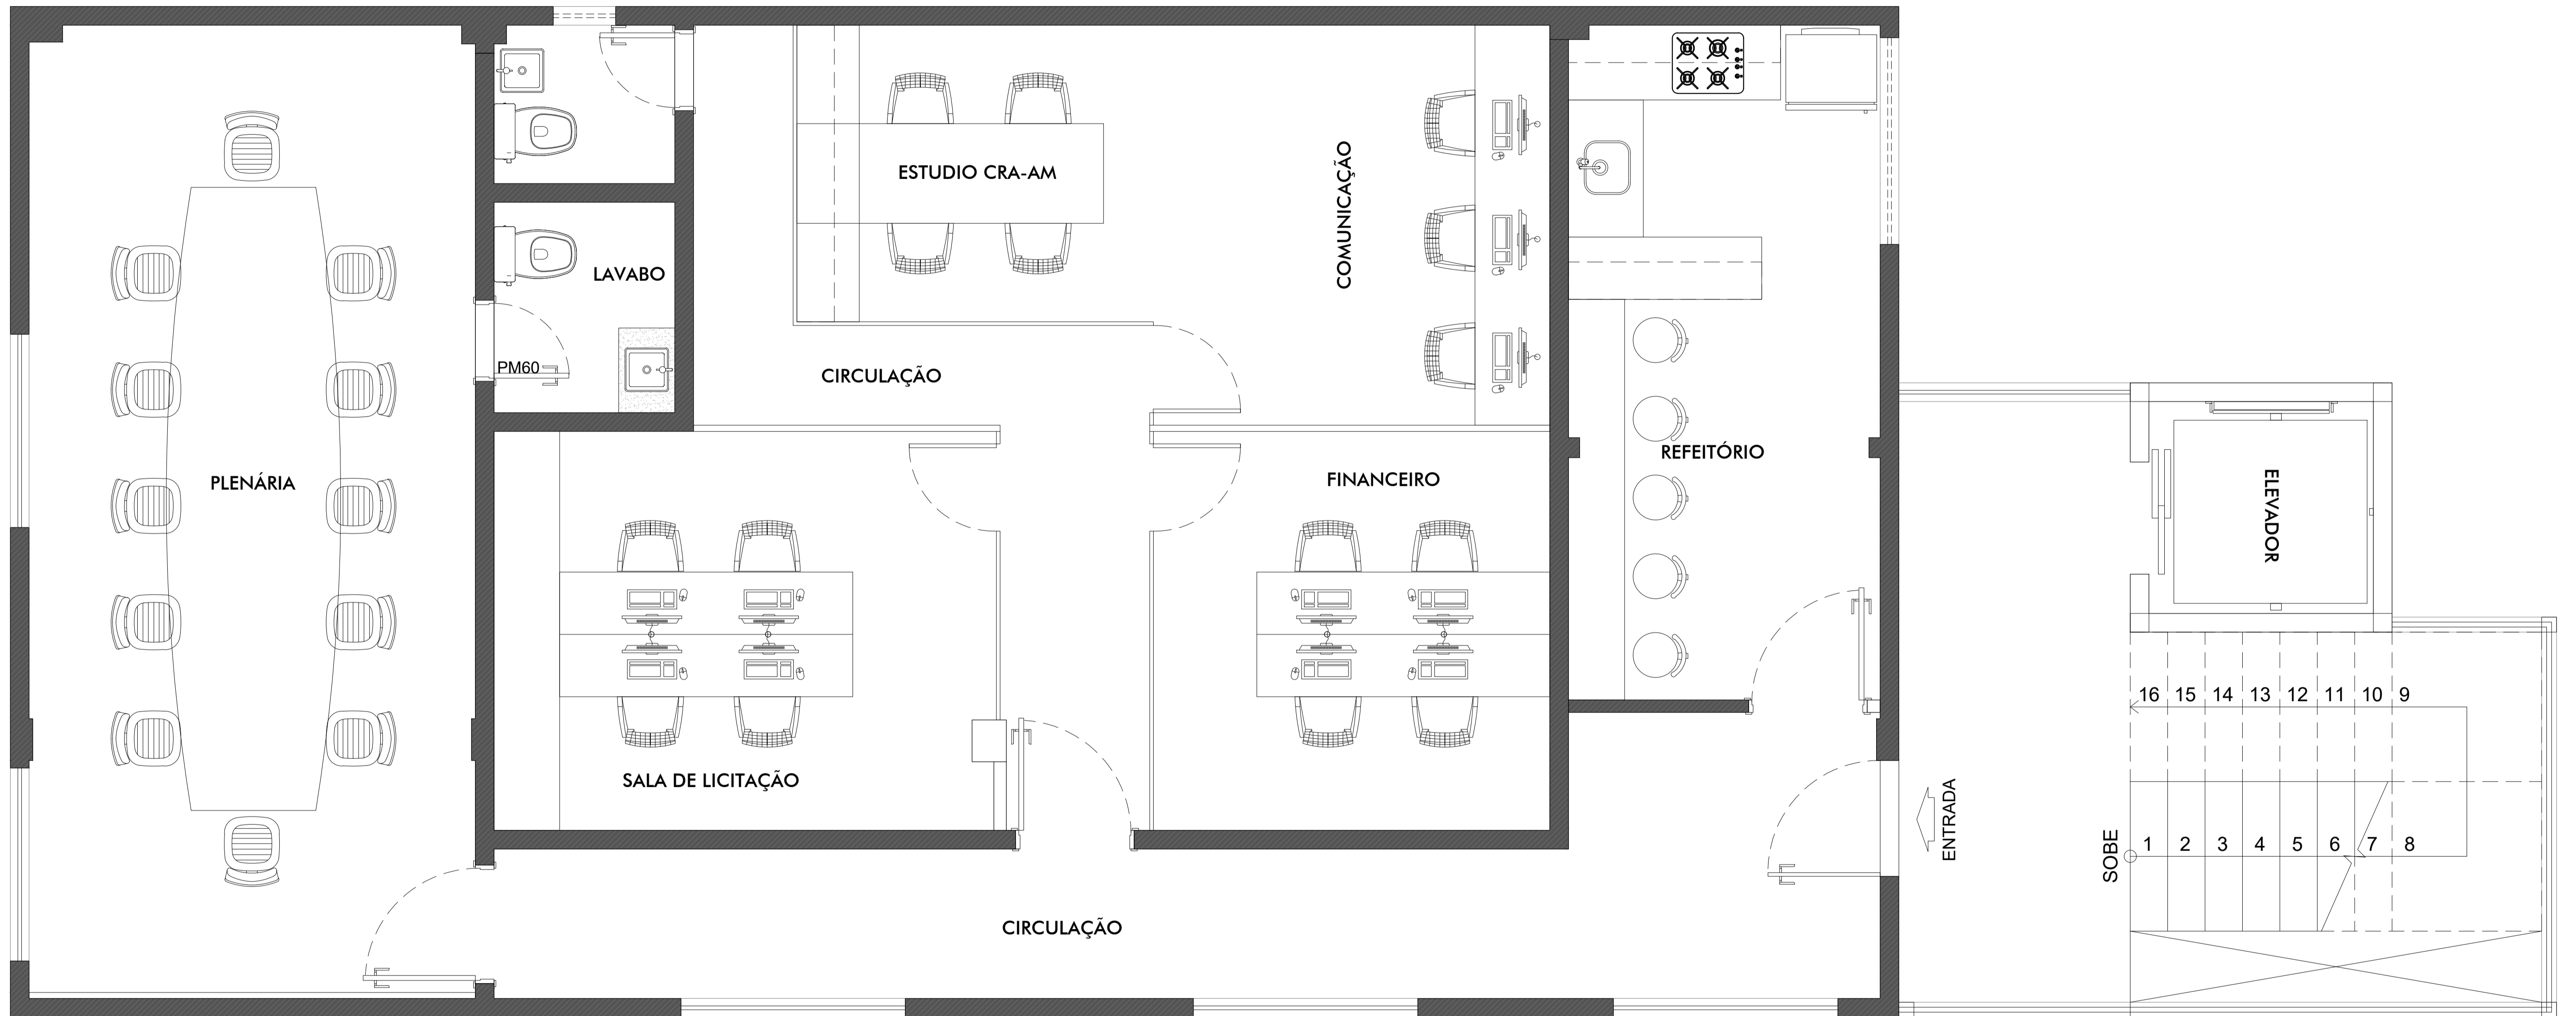 ESTUDIO CRA-AM
COMUNICAÇÃO
LAVABO
PM60
CIRCULAÇÃO
PLENÁRIA
FINANCEIRO
REFEITÓRIO
ELEVADOR
SALA DE LICITAÇÃO
16 15 14 13 12 11 10 9
ENTRADA
SOBE
1 2 3 4 5 6 7 8
CIRCULAÇÃO